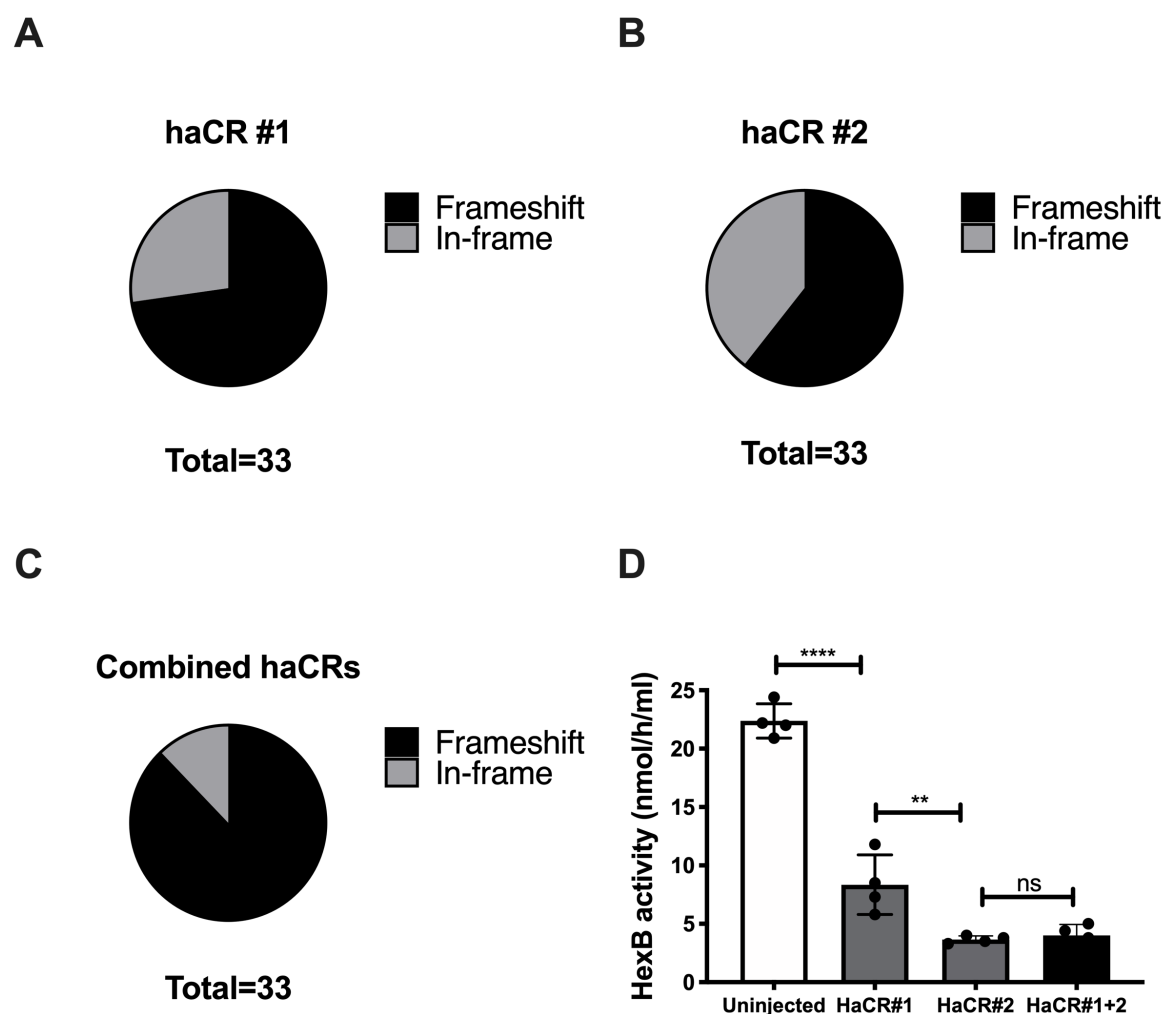 A
haCR #1
Frameshift
In-frame
Total=33
B
haCR #2
Frameshift
In-frame
Total=33
C
Combined haCRs
Frameshift
In-frame
Total=33
D
HexB activity (nmol/h/ml)
25
20
15
10
5
0
****
**
ns
Uninjected HaCR#1 HaCR#2 HaCR#1+2